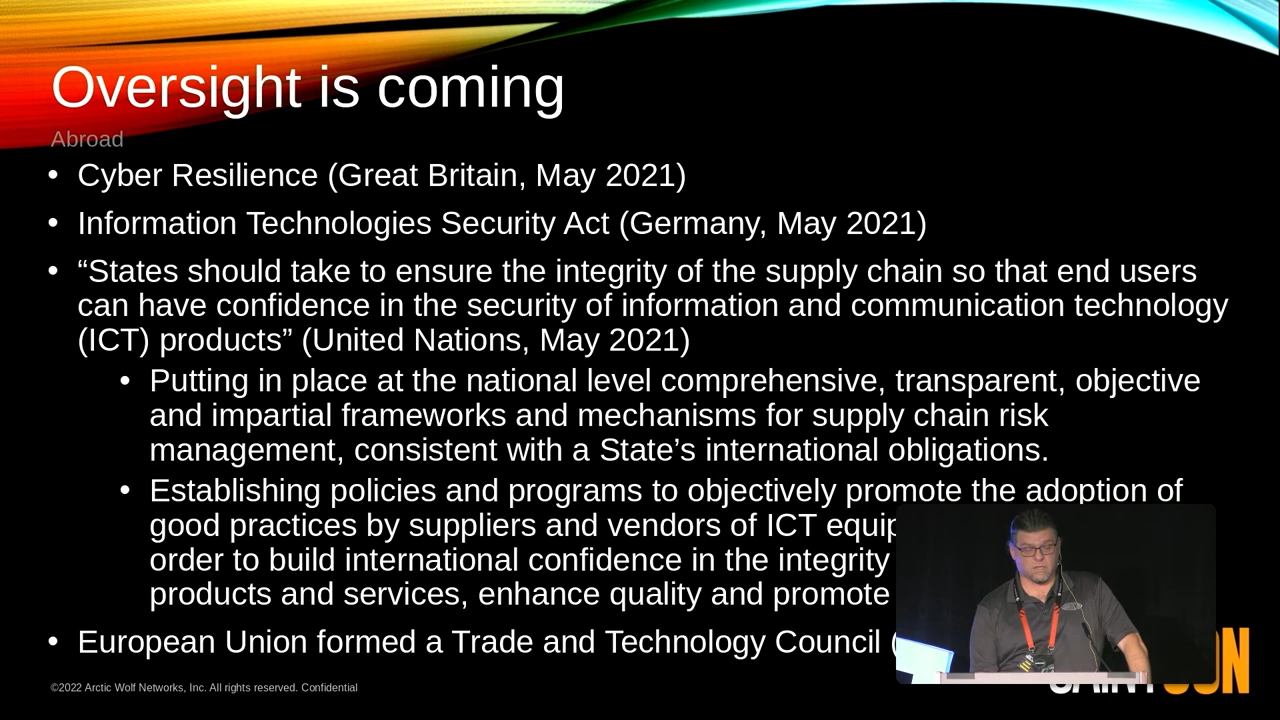 Oversight is coming
Abroad
• Cyber Resilience (Great Britain, May 2021)
• Information Technologies Security Act (Germany, May 2021)
• “States should take to ensure the integrity of the supply chain so that end users
can have confidence in the security of information and communication technology
(ICT) products” (United Nations, May 2021)
• Putting in place at the national level comprehensive, transparent, objective
and impartial frameworks and mechanisms for supply chain risk
management, consistent with a State’s international obligations.
• Establishing policies and programs to objectively promote the adoption of
good practices by suppliers and vendors of ICT
order to build international confidence in the integrity
products and services, enhance quality and promote
• European Union formed a Trade and Technology Council (
©2022 Arctic Wolf Networks, Inc. All rights reserved. Confidential